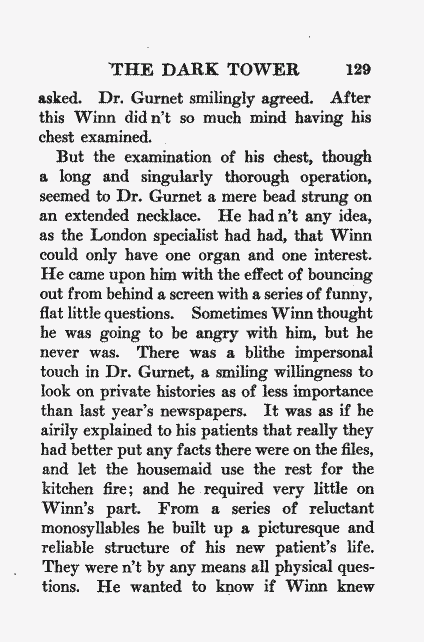 THE DARK TOWER 129
asked. Dr. Gurnet smilingly agreed. After
this Winn did n't so much mind having his
chest examined.
But the examination of his chest, though
a long and singularly thorough operation,
seemed to Dr. Gurnet a mere bead strung on
an extended necklace. He had n't any idea,
as the London specialist had had, that Winn
could only have one organ and one interest.
He came upon him with the effect of bouncing
out from behind a screen with a series of funny,
flat little questions. Sometimes Winn thought
he was going to be angry with him, but he
never was. There was a blithe impersonal
touch in Dr. Gurnet, a smiling willingness to
look on private histories as of less importance
than last year's newspapers. It was as if he
airily explained to his patients that really they
had better put any facts there were on the files,
and let the housemaid use the rest for the
kitchen fire; and he required very little on
Winn's part. From a series of reluctant
monosyllables he built up a picturesque and
reliable structure of his new patient's life.
They were n't by any means all physical ques-
tions. He wanted to know if Winn knew